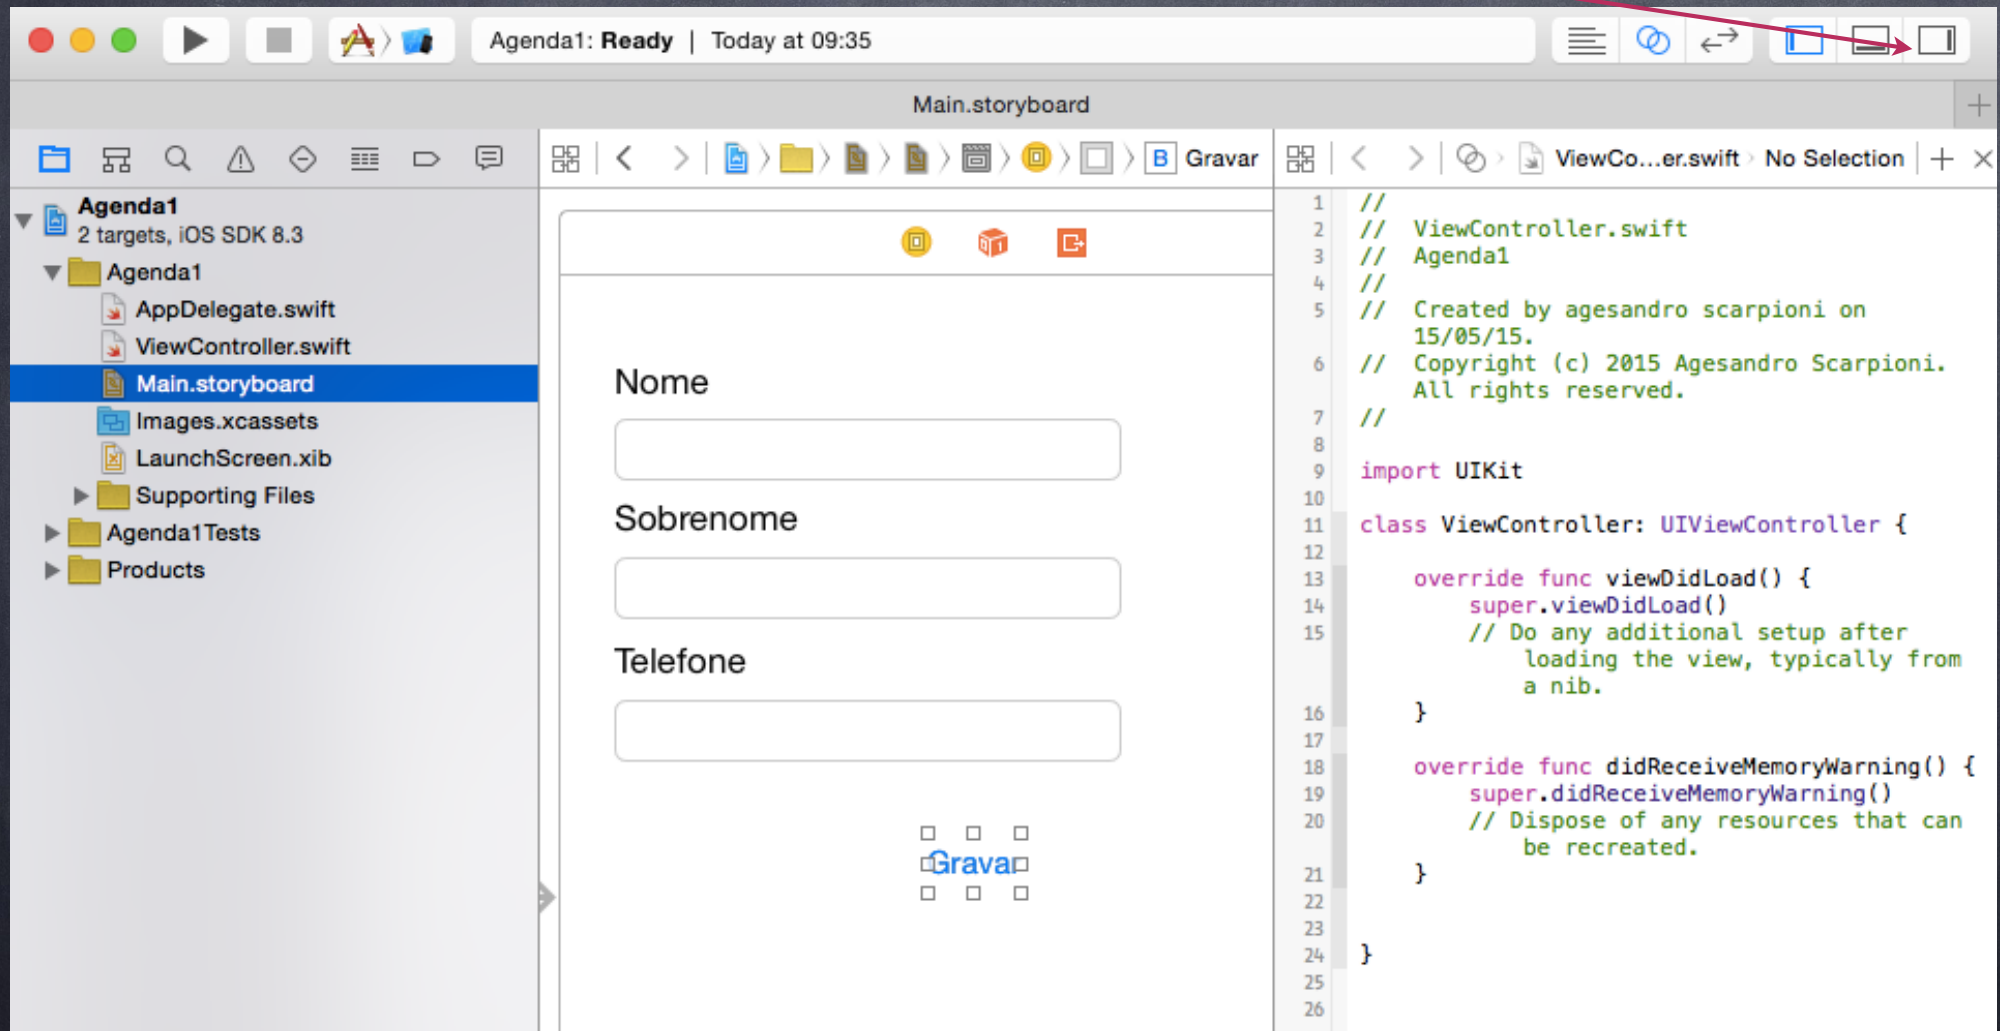 Agenda1: Ready | Today at 09:35
Main.storyboard
B Gravar
ViewCo...er.swift No Selection
Agenda1
2 targets, iOS SDK 8.3
Agenda1
AppDelegate.swift
ViewController.swift
Main.storyboard
Images.xcassets
LaunchScreen.xib
Supporting Files
Agenda1Tests
Products
Nome
Sobrenome
Telefone
Gravar
1 //
2 // ViewController.swift
3 // Agenda1
4 //
5 // Created by agesandro scarpioni on
15/05/15.
6 // Copyright (c) 2015 Agesandro Scarpioni.
All rights reserved.
7 //
8
9 import UIKit
10
11 class ViewController: UIViewController {
12
13 override func viewDidLoad() {
14 super.viewDidLoad()
15 // Do any additional setup after
loading the view, typically from
a nib.
16 }
17
18 override func didReceiveMemoryWarning() {
19 super.didReceiveMemoryWarning()
20 // Dispose of any resources that can
be recreated.
21 }
22
23
24 }
25
26